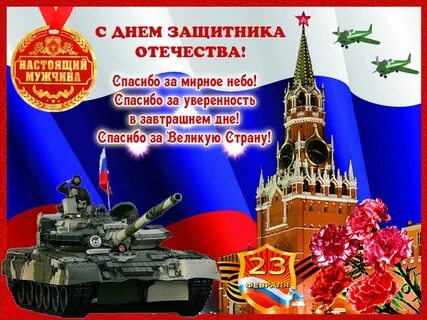 С ДНЕМ ЗАЩИТНИКА
ОТЕЧЕСТВА!
НАСТОЯЩИЙ
МУЖЧИНА
Спасибо за мирное небо!
Спасибо за уверенность
в завтрашнем дне!
Спасибо за Великую Страну!
23
ФЕВРАЛЯ